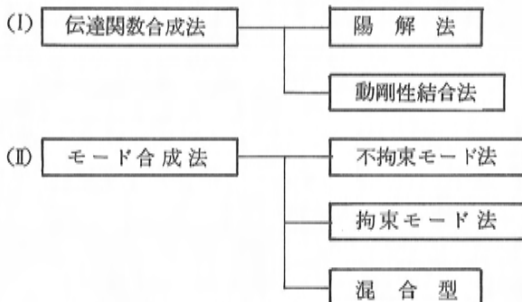 (I) 伝達関数合成法 陽解法
動剛性結合法
(II) モード合成法 不拘束モード法
拘束モード法
混合型